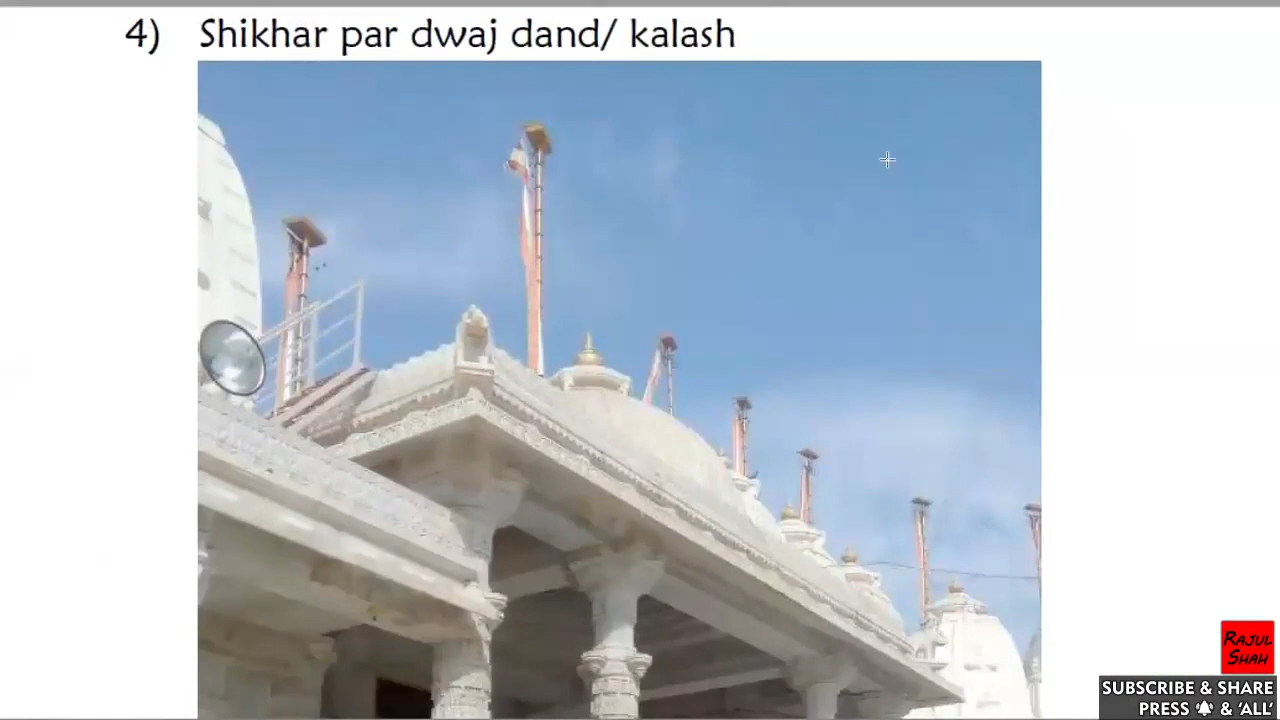 4) Shikhar par dwaj dand/ kalash
RAJUL
SHAH
SUBSCRIBE & SHARE
PRESS & 'ALL'